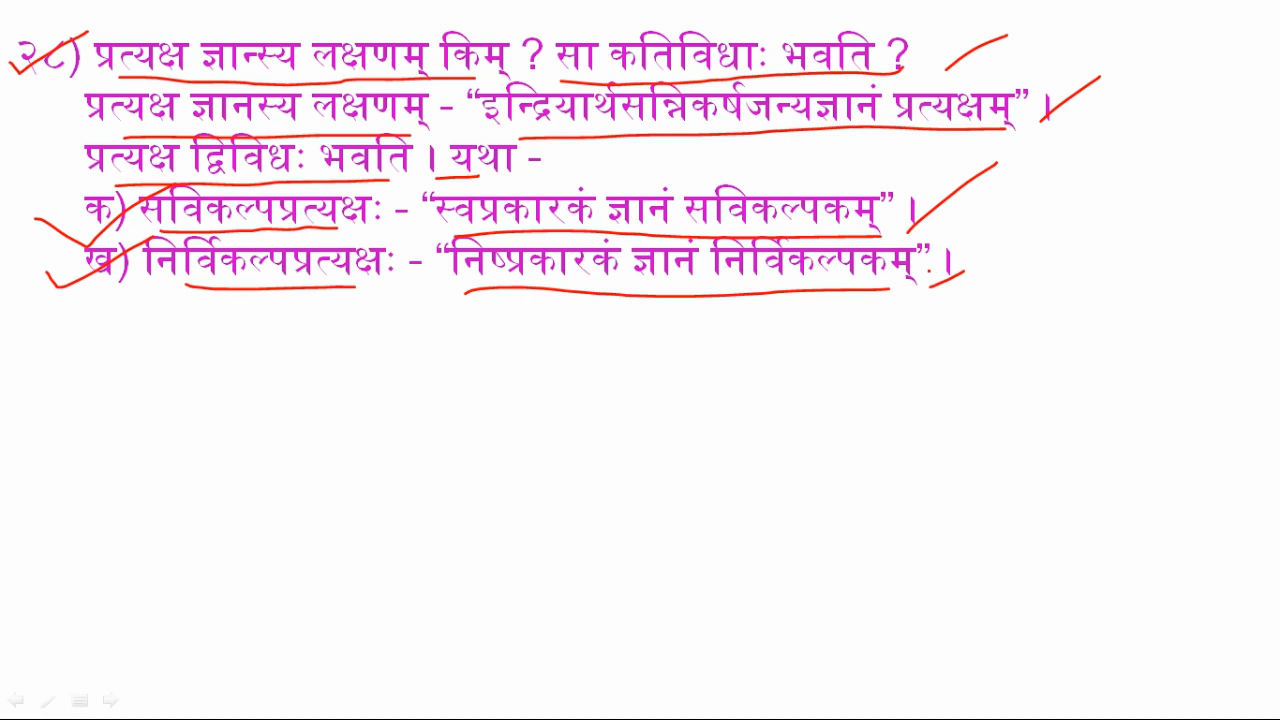 २८) प्रत्यक्ष ज्ञान्स्य लक्षणम् किम् ? सा कतिविधाः भवति ?
प्रत्यक्ष ज्ञानस्य लक्षणम् - “इन्द्रियार्थसन्निकर्षजन्यज्ञानं प्रत्यक्षम्” ।
प्रत्यक्ष द्विविधः भवति । यथा -
क) सविकल्पप्रत्यक्षः - “स्वप्रकारकं ज्ञानं सविकल्पकम्” ।
ख) निर्विकल्पप्रत्यक्षः - “निष्प्रकारकं ज्ञानं निर्विकल्पकम्” ।